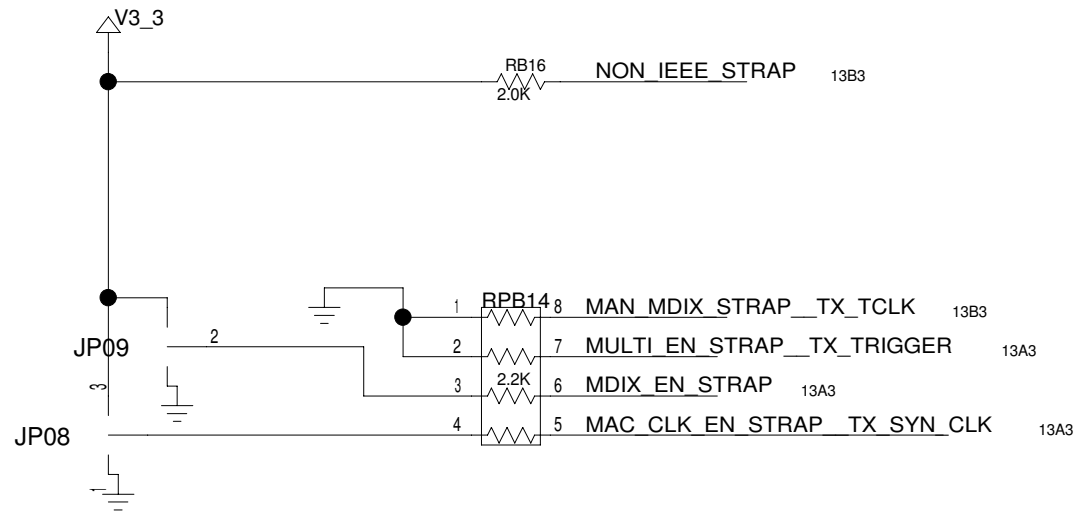 V3_3
RB16 NON_IEEE_STRAP 13B3
2.0K
1 RPB14 8 MAN_MDIX_STRAP__TX_TCLK 13B3
JP09 2 2 7 MULTI_EN_STRAP__TX_TRIGGER 13A3
3 3 2.2K 6 MDIX_EN_STRAP 13A3
JP08 4 5 MAC_CLK_EN_STRAP__TX_SYN_CLK 13A3
1